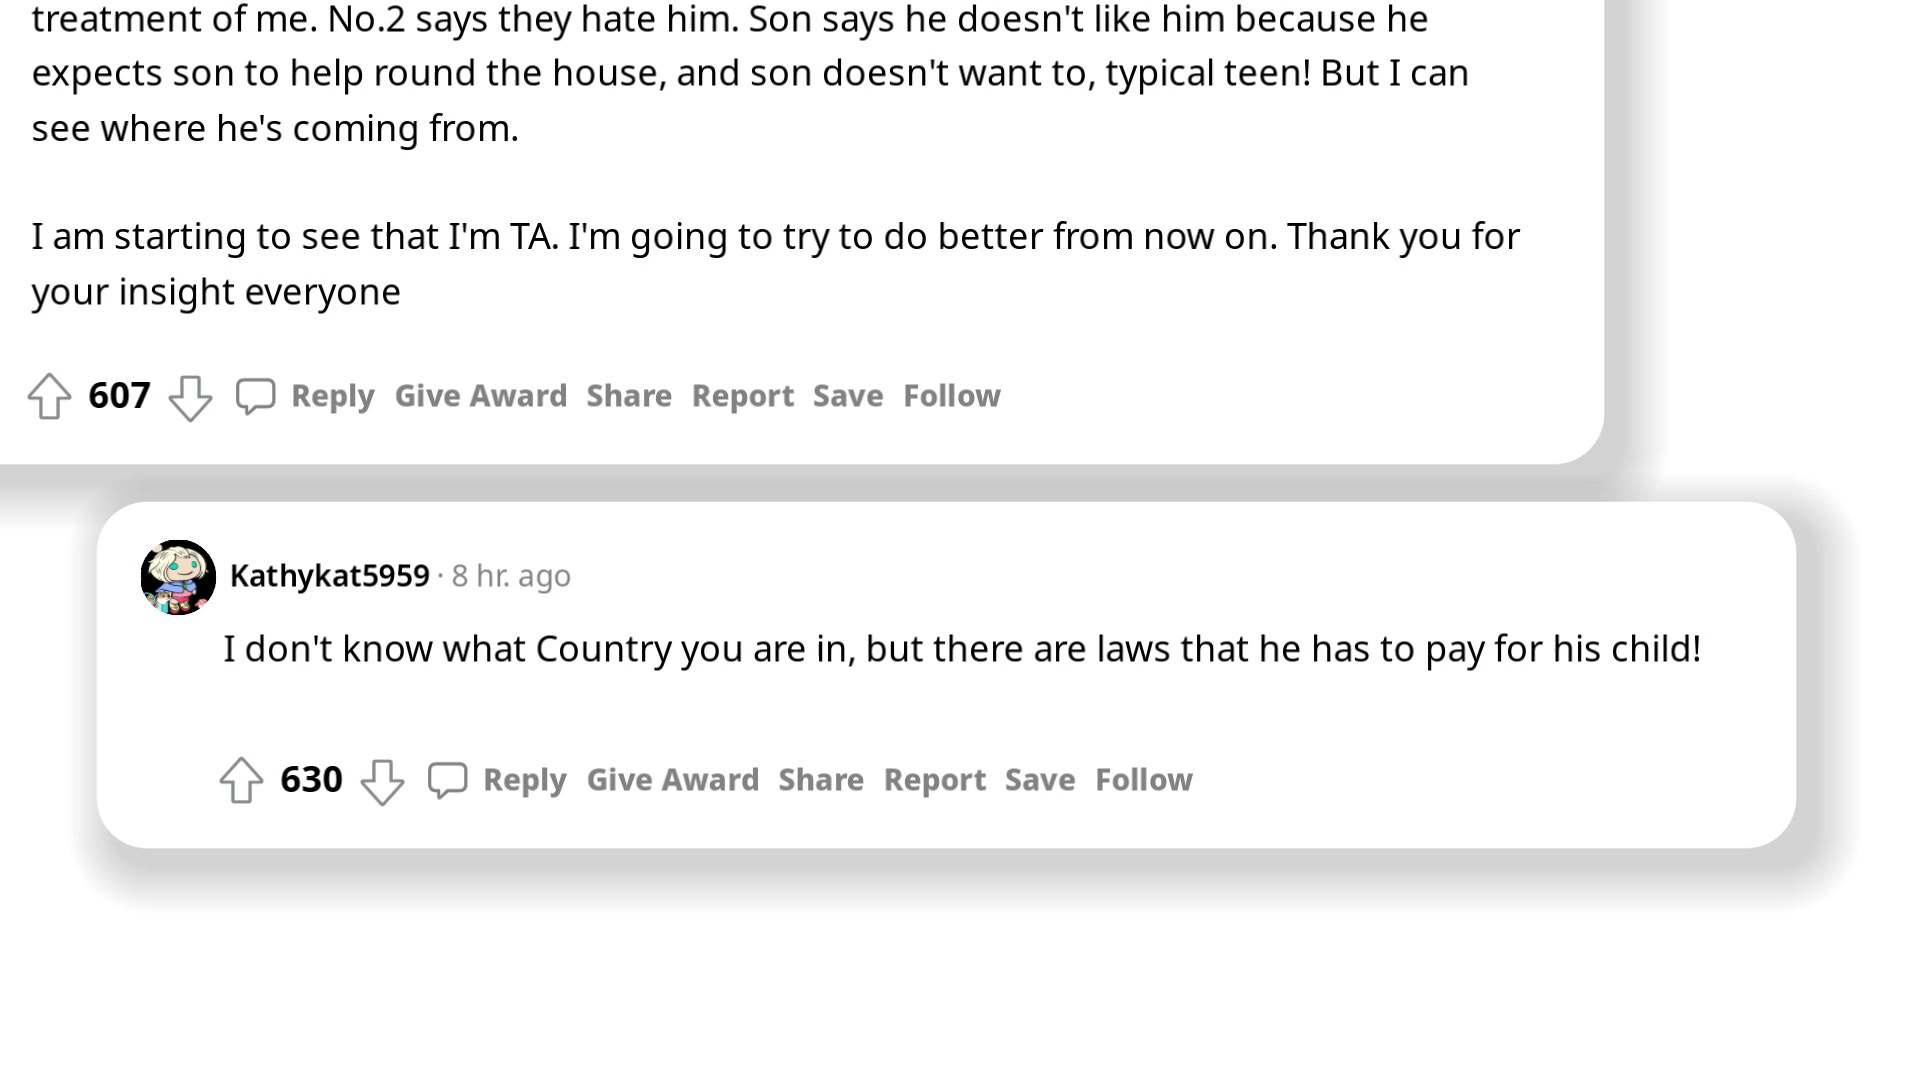 treatment of me. No.2 says they hate him. Son says he doesn't like him because he
expects son to help round the house, and son doesn't want to, typical teen! But I can
see where he's coming from.
I am starting to see that I'm TA. I'm going to try to do better from now on. Thank you for
your insight everyone
607 Reply Give Award Share Report Save Follow
Kathykat5959 · 8 hr. ago
I don't know what Country you are in, but there are laws that he has to pay for his child!
630 Reply Give Award Share Report Save Follow